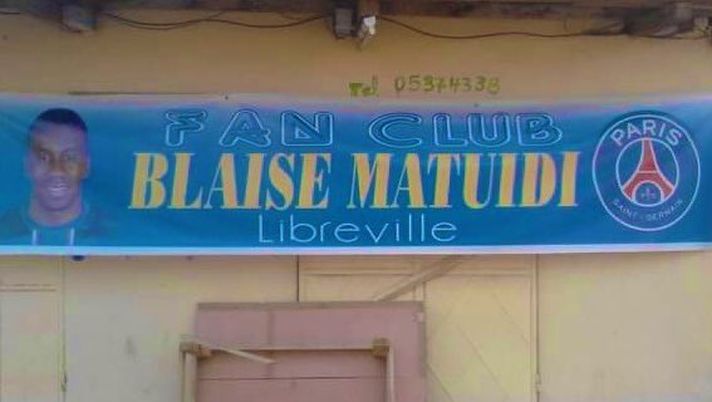 Tel 05374338
FAN CLUB
BLAISE MATUIDI
Libreville
PARIS
SAINT-GERMAIN